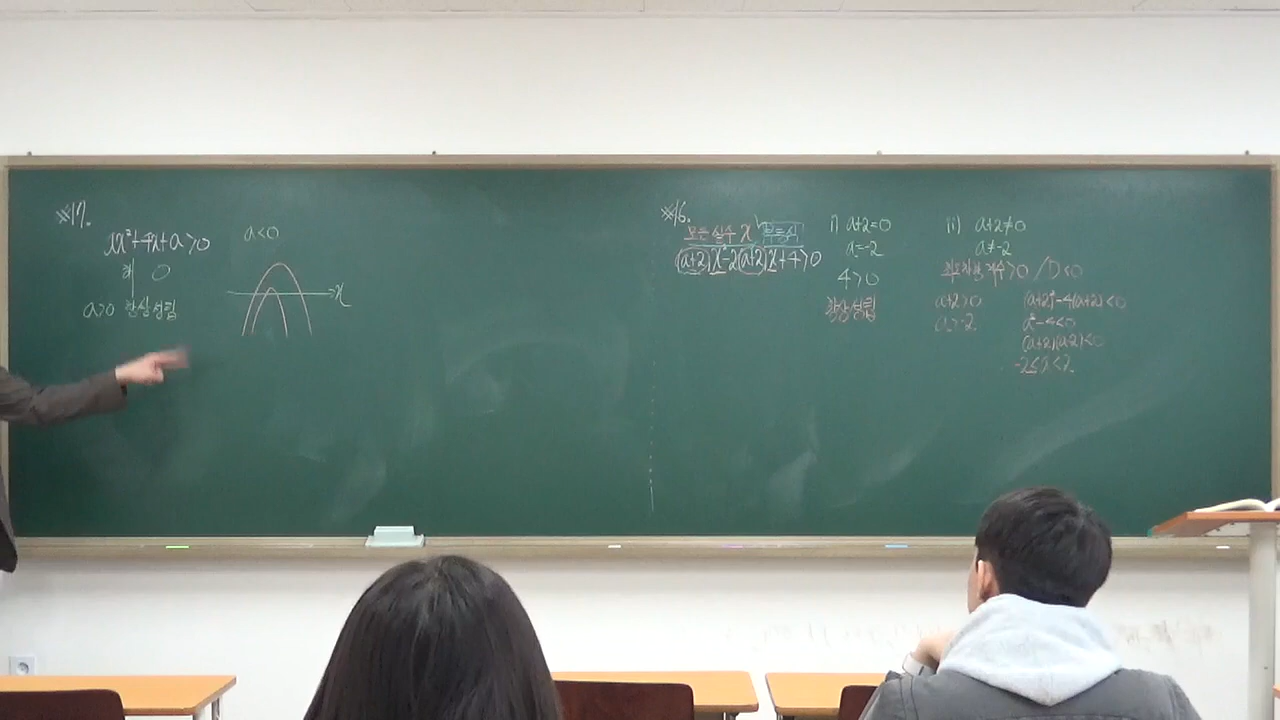 ※17.
ax²+4x+a>0
해 0
a>0 항상성립
a<0
x
※16.
모든 실수 x 부등식
(a+2)x²-2(a+2)x+4>0
i) a+2=0
a=-2
4>0
항상성립
ii) a+2≠0
a≠-2
최고차항 계수>0 / D<0
a+2>0
a>-2
(a+2)²-4(a+2)<0
a²-4<0
(a+2)(a-2)<0
-2≤x<2